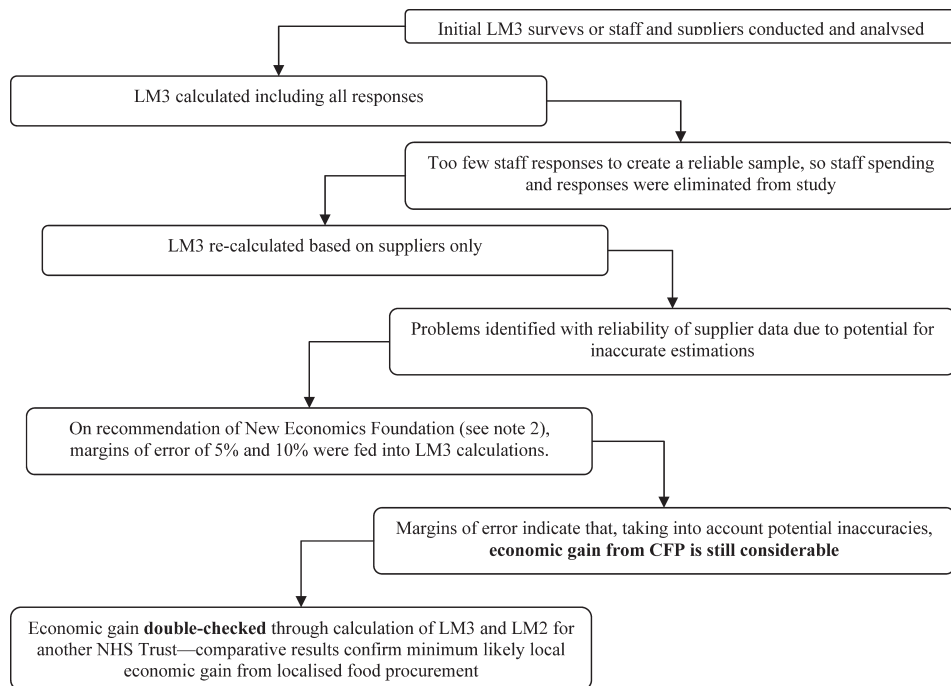 Initial LM3 surveys or staff and suppliers conducted and analysed
LM3 calculated including all responses
Too few staff responses to create a reliable sample, so staff spending
and responses were eliminated from study
LM3 re-calculated based on suppliers only
Problems identified with reliability of supplier data due to potential for
inaccurate estimations
On recommendation of New Economics Foundation (see note 2),
margins of error of 5% and 10% were fed into LM3 calculations.
Margins of error indicate that, taking into account potential inaccuracies,
economic gain from CFP is still considerable
Economic gain double-checked through calculation of LM3 and LM2 for
another NHS Trust—comparative results confirm minimum likely local
economic gain from localised food procurement